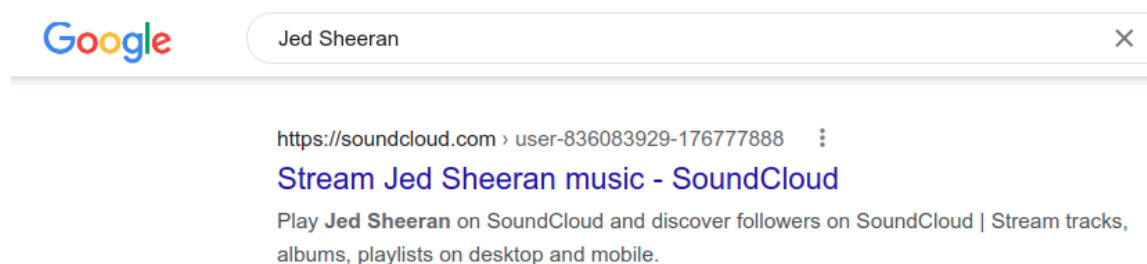 Google
Jed Sheeran
https://soundcloud.com › user-836083929-176777888
Stream Jed Sheeran music - SoundCloud
Play Jed Sheeran on SoundCloud and discover followers on SoundCloud | Stream tracks,
albums, playlists on desktop and mobile.